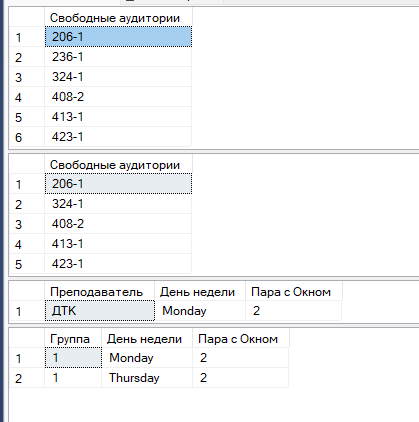 Свободные аудитории
1 206-1
2 236-1
3 324-1
4 408-2
5 413-1
6 423-1
Свободные аудитории
1 206-1
2 324-1
3 408-2
4 413-1
5 423-1
Преподаватель День недели Пара с Окном
1 ДТК Monday 2
Группа День недели Пара с Окном
1 1 Monday 2
2 1 Thursday 2